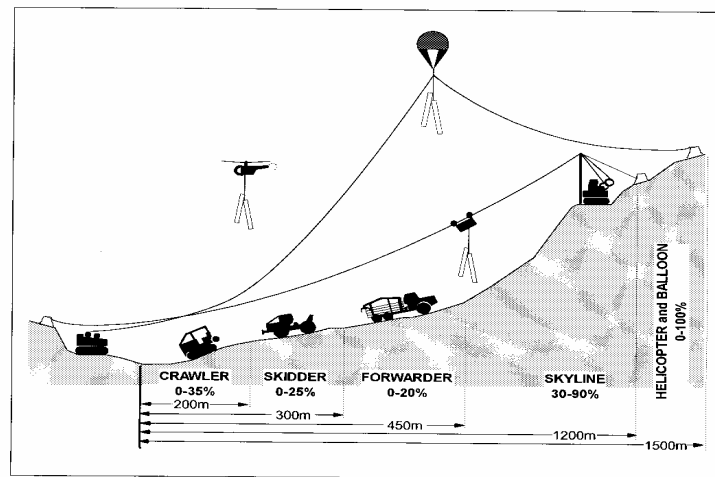 CRAWLER
0-35%
SKIDDER
0-25%
FORWARDER
0-20%
SKYLINE
30-90%
HELICOPTER and BALLOON
0-100%
200m
300m
450m
1200m
1500m